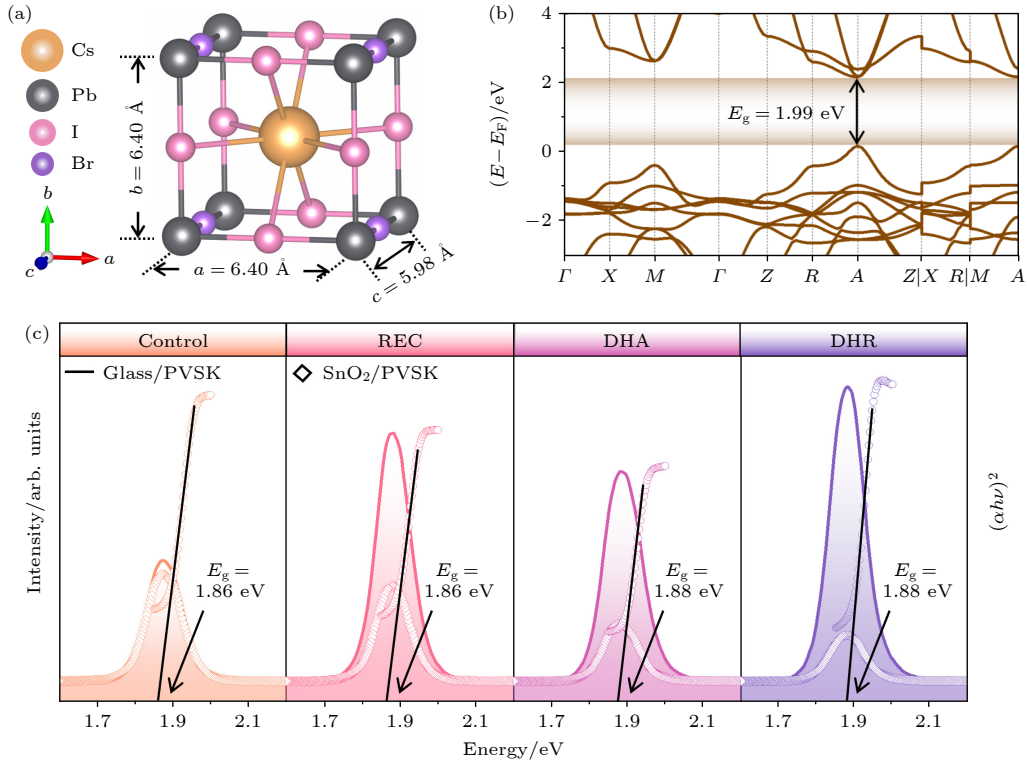 (a)
Cs
Pb
I
Br
b
a
c
b = 6.40 Å
a = 6.40 Å
c = 5.98 Å
(b)
(E−E_F)/eV
4
2
0
−2
E_g = 1.99 eV
Γ X M Γ Z R A Z|X R|M A
(c)
Control REC DHA DHR
Glass/PVSK
SnO₂/PVSK
Intensity/arb. units
(αhν)²
E_g =
1.86 eV
E_g =
1.86 eV
E_g =
1.88 eV
E_g =
1.88 eV
1.7 1.9 2.1 1.7 1.9 2.1 1.7 1.9 2.1 1.7 1.9 2.1
Energy/eV